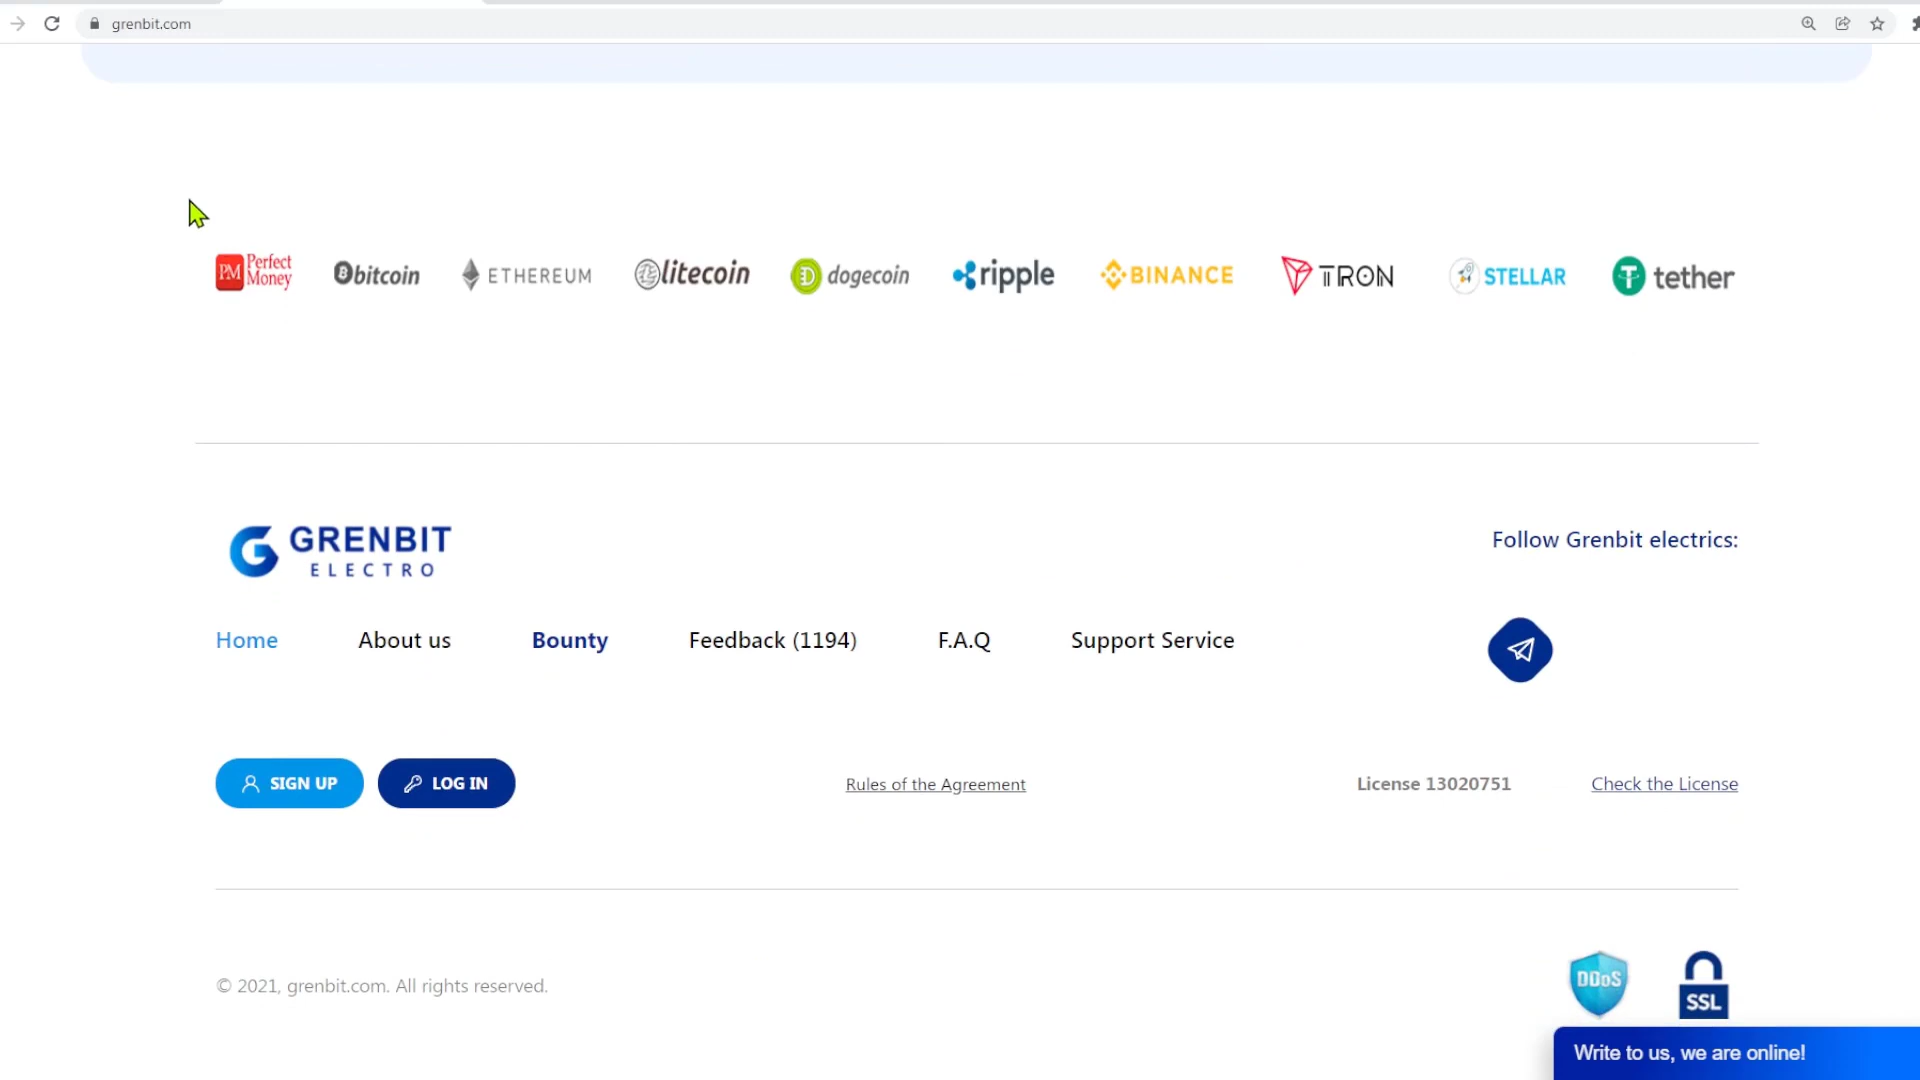 grenbit.com
PM Perfect Money
bitcoin
ETHEREUM
litecoin
dogecoin
ripple
BINANCE
TRON
STELLAR
tether
GRENBIT
ELECTRO
Follow Grenbit electrics:
Home
About us
Bounty
Feedback (1194)
F.A.Q
Support Service
SIGN UP
LOG IN
Rules of the Agreement
License 13020751
Check the License
© 2021, grenbit.com. All rights reserved.
DDoS
SSL
Write to us, we are online!